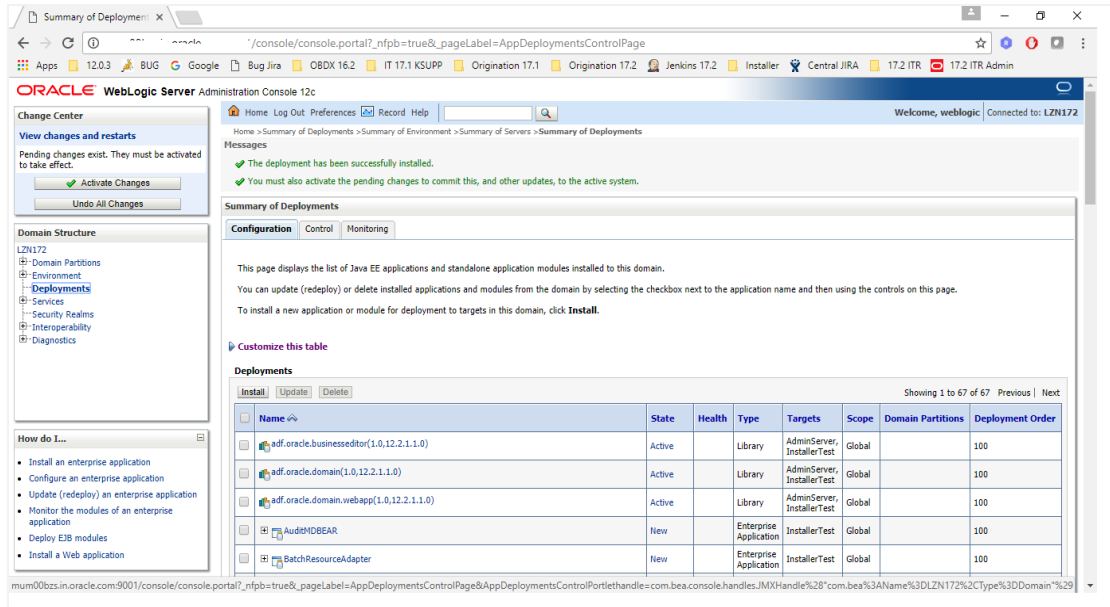 Summary of Deployment
/console/console.portal?_nfpb=true&_pageLabel=AppDeploymentsControlPage
Apps 12.0.3 BUG Google Bug Jira OBDX 16.2 IT 17.1 KSUPP Origination 17.1 Origination 17.2 Jenkins 17.2 Installer Central JIRA 17.2 ITR 17.2 ITR Admin
ORACLE WebLogic Server Administration Console 12c
Change Center
View changes and restarts
Pending changes exist. They must be activated
to take effect.
Activate Changes
Undo All Changes
Domain Structure
LZN172
Domain Partitions
Environment
Deployments
Services
Security Realms
Interoperability
Diagnostics
How do I...
Install an enterprise application
Configure an enterprise application
Update (redeploy) an enterprise application
Monitor the modules of an enterprise
application
Deploy EJB modules
Install a Web application
Home Log Out Preferences Record Help
Welcome, weblogic Connected to: LZN172
Home >Summary of Deployments >Summary of Environment >Summary of Servers >Summary of Deployments
Messages
The deployment has been successfully installed.
You must also activate the pending changes to commit this, and other updates, to the active system.
Summary of Deployments
Configuration Control Monitoring
This page displays the list of Java EE applications and standalone application modules installed to this domain.
You can update (redeploy) or delete installed applications and modules from the domain by selecting the checkbox next to the application name and then using the controls on this page.
To install a new application or module for deployment to targets in this domain, click Install.
Customize this table
Deployments
Install Update Delete Showing 1 to 67 of 67 Previous | Next
Name State Health Type Targets Scope Domain Partitions Deployment Order
adf.oracle.businesseditor(1.0,12.2.1.1.0) Active Library AdminServer, InstallerTest Global 100
adf.oracle.domain(1.0,12.2.1.1.0) Active Library AdminServer, InstallerTest Global 100
adf.oracle.domain.webapp(1.0,12.2.1.1.0) Active Library AdminServer, InstallerTest Global 100
AuditMDBEAR New Enterprise Application InstallerTest Global 100
BatchResourceAdapter New Enterprise Application InstallerTest Global 100
mum00bzs.in.oracle.com:9001/console/console.portal?_nfpb=true&_pageLabel=AppDeploymentsControlPage&AppDeploymentsControlPortlethandle=com.bea.console.handles.JMXHandle%28"com.bea%3AName%3DLZN172%2CType%3DDomain"%29